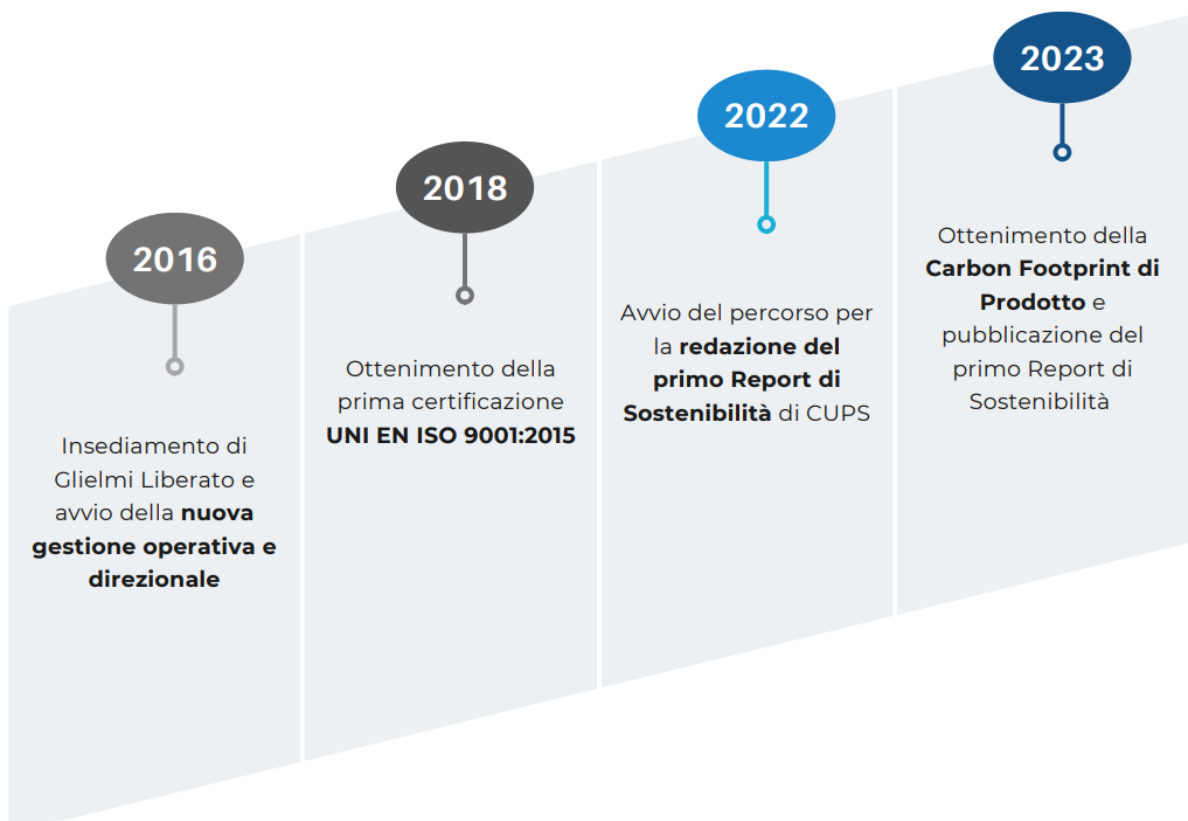 2016
Insediamento di
Glielmi Liberato e
avvio della nuova
gestione operativa e
direzionale
2018
Ottenimento della
prima certificazione
UNI EN ISO 9001:2015
2022
Avvio del percorso per
la redazione del
primo Report di
Sostenibilità di CUPS
2023
Ottenimento della
Carbon Footprint di
Prodotto e
pubblicazione del
primo Report di
Sostenibilità